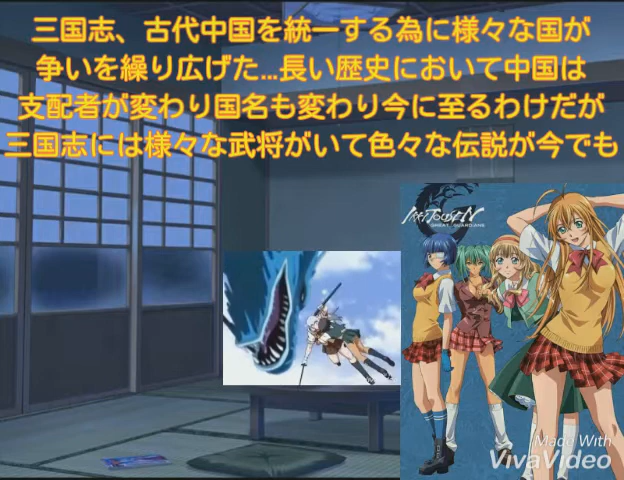 三国志、古代中国を統一する為に様々な国が
争いを繰り広げた...長い歴史において中国は
支配者が変わり国名も変わり今に至るわけだが
三国志には様々な武将がいて色々な伝説が今でも
IKKITOUSEN
GREAT GUARDIANS
Made With
VivaVideo